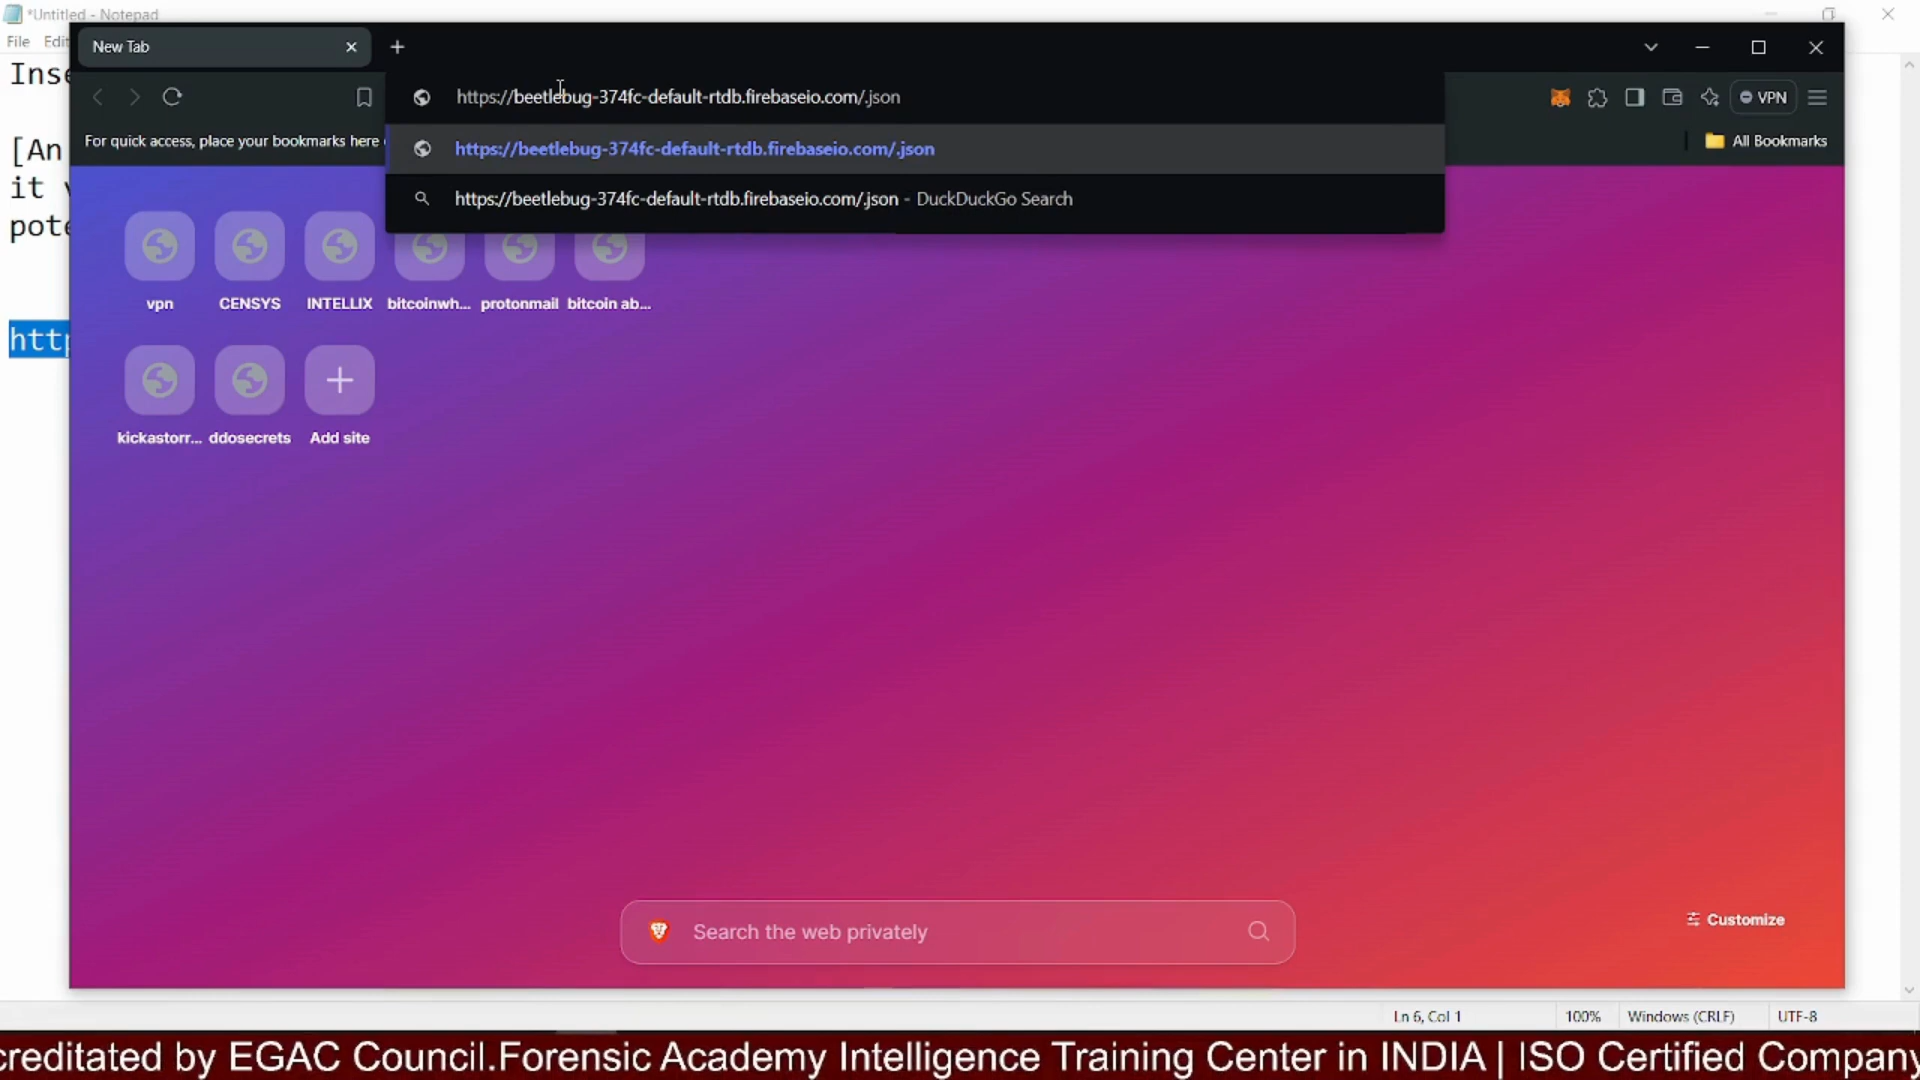 *Untitled - Notepad
File Edit
New Tab
https://beetlebug-374fc-default-rtdb.firebaseio.com/.json
VPN
For quick access, place your bookmarks here
All Bookmarks
https://beetlebug-374fc-default-rtdb.firebaseio.com/.json
https://beetlebug-374fc-default-rtdb.firebaseio.com/.json - DuckDuckGo Search
Inse
[An
it
pote
http
vpn CENSYS INTELLIX bitcoinwh... protonmail bitcoin ab...
kickastorr... ddosecrets Add site
Search the web privately
Customize
Ln 6, Col 1 100% Windows (CRLF) UTF-8
creditated by EGAC Council.Forensic Academy Intelligence Training Center in INDIA | ISO Certified Company